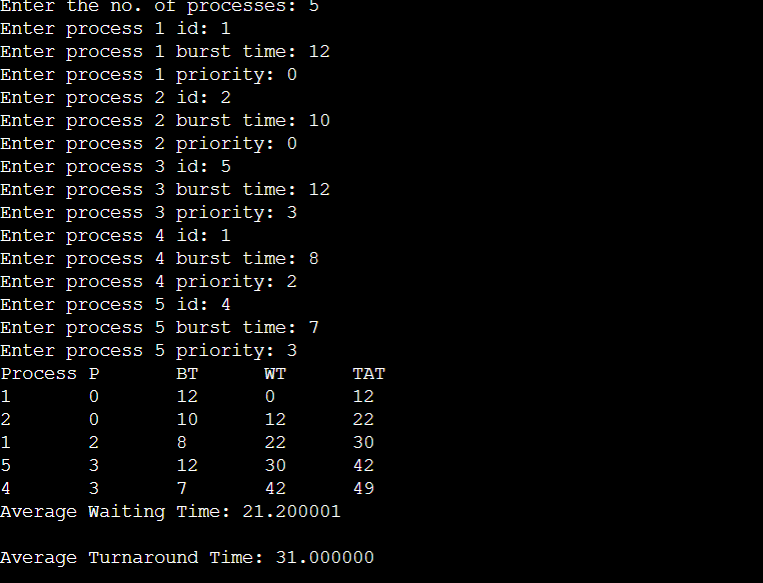 Enter the no. of processes: 5
Enter process 1 id: 1
Enter process 1 burst time: 12
Enter process 1 priority: 0
Enter process 2 id: 2
Enter process 2 burst time: 10
Enter process 2 priority: 0
Enter process 3 id: 5
Enter process 3 burst time: 12
Enter process 3 priority: 3
Enter process 4 id: 1
Enter process 4 burst time: 8
Enter process 4 priority: 2
Enter process 5 id: 4
Enter process 5 burst time: 7
Enter process 5 priority: 3
Process P BT WT TAT
1 0 12 0 12
2 0 10 12 22
1 2 8 22 30
5 3 12 30 42
4 3 7 42 49
Average Waiting Time: 21.200001
Average Turnaround Time: 31.000000